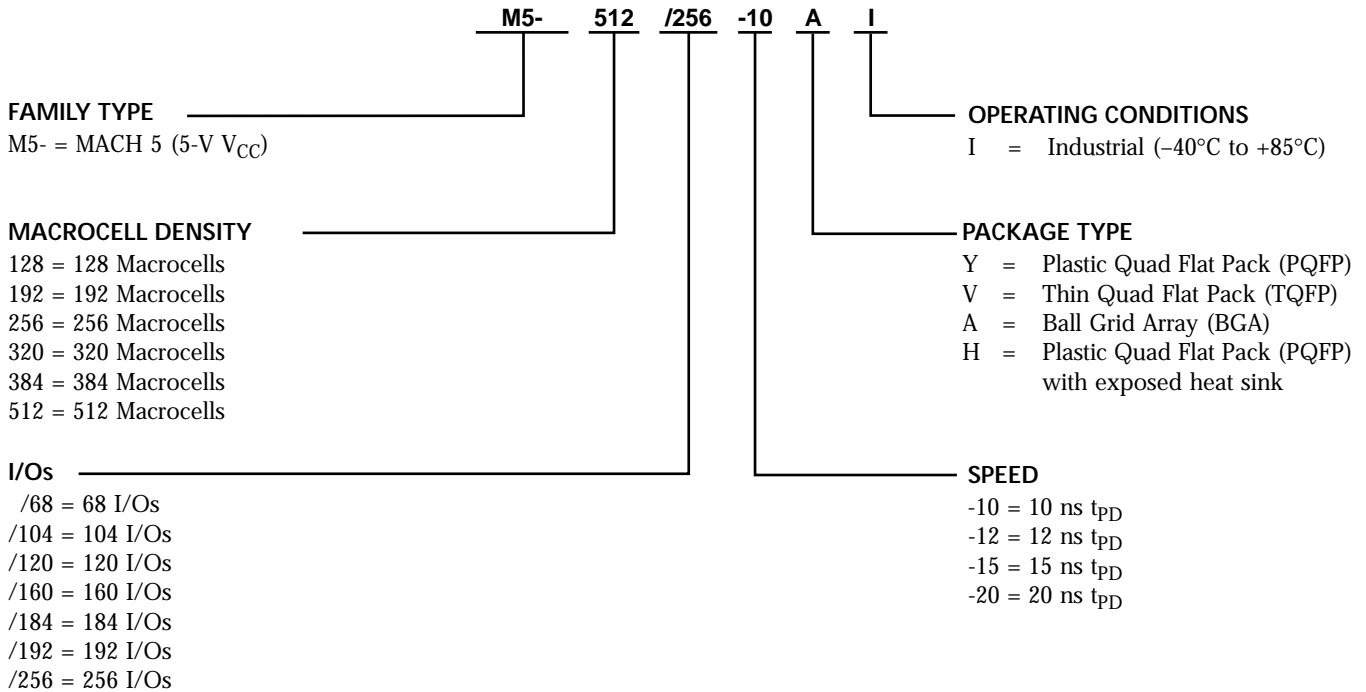 M5- 512 /256 -10 A I
FAMILY TYPE
M5- = MACH 5 (5-V VCC)
MACROCELL DENSITY
128 = 128 Macrocells
192 = 192 Macrocells
256 = 256 Macrocells
320 = 320 Macrocells
384 = 384 Macrocells
512 = 512 Macrocells
I/Os
/68 = 68 I/Os
/104 = 104 I/Os
/120 = 120 I/Os
/160 = 160 I/Os
/184 = 184 I/Os
/192 = 192 I/Os
/256 = 256 I/Os
OPERATING CONDITIONS
I = Industrial (–40°C to +85°C)
PACKAGE TYPE
Y = Plastic Quad Flat Pack (PQFP)
V = Thin Quad Flat Pack (TQFP)
A = Ball Grid Array (BGA)
H = Plastic Quad Flat Pack (PQFP)
with exposed heat sink
SPEED
-10 = 10 ns tPD
-12 = 12 ns tPD
-15 = 15 ns tPD
-20 = 20 ns tPD